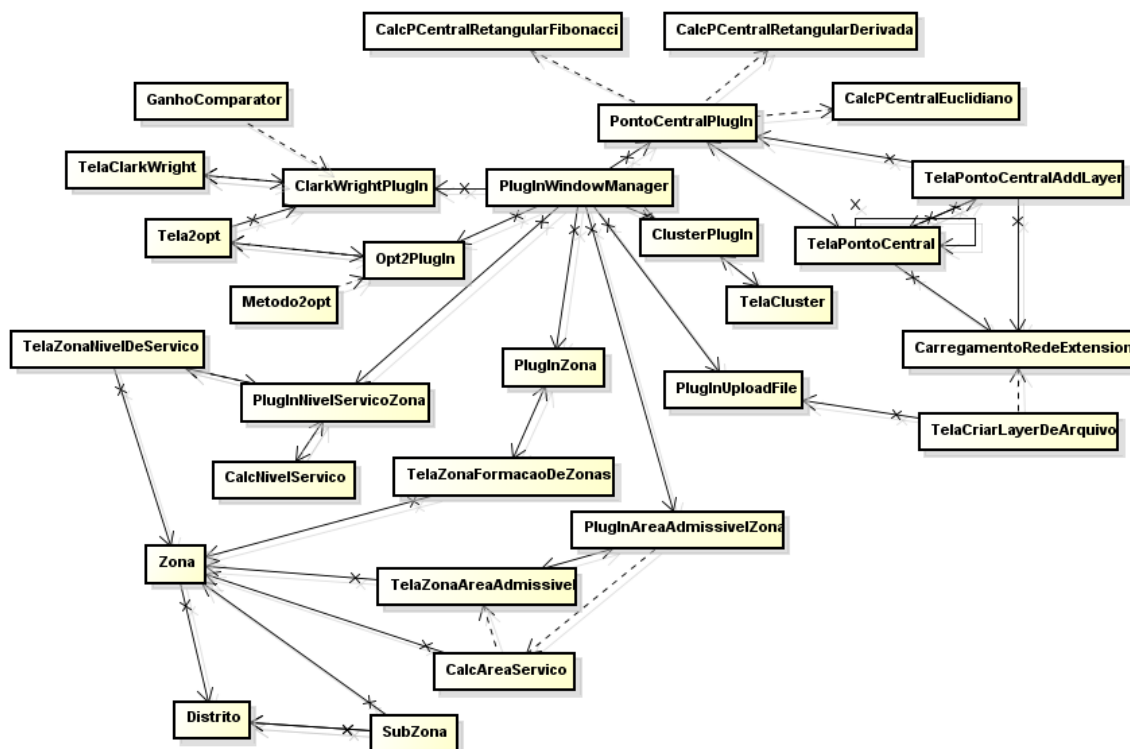 CalcPCentralRetangularFibonacci
CalcPCentralRetangularDerivada
GanhoComparator
CalcPCentralEuclidiano
PontoCentralPlugIn
TelaClarkWright
ClarkWrightPlugIn
PlugInWindowManager
TelaPontoCentralAddLayer
Tela2opt
ClusterPlugIn
TelaPontoCentral
Opt2PlugIn
Metodo2opt
TelaCluster
TelaZonaNivelDeServico
CarregamentoRedeExtension
PlugInZona
PlugInNivelServicoZona
PlugInUploadFile
TelaCriarLayerDeArquivo
CalcNivelServico
TelaZonaFormacaoDeZonas
PlugInAreaAdmissivelZona
Zona
TelaZonaAreaAdmissivel
CalcAreaServico
Distrito
SubZona